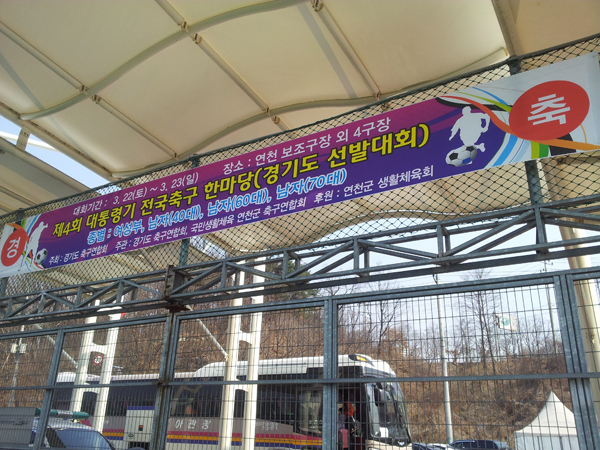 경
축
대회기간 : 3. 22(토) ~ 3. 23(일) 장소 : 연천 보조구장 외 4구장
제4회 대통령기 전국축구 한마당(경기도 선발대회)
종별 : 여성부, 남자(40대), 남자(60대), 남자(70대)
주최 : 경기도 축구연합회 주관 : 경기도 축구연합회, 국민생활체육 연천군 축구연합회 후원 : 연천군 생활체육회